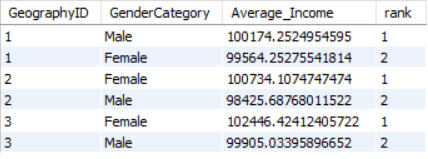 GeographyID GenderCategory Average_Income rank
1 Male 100174.2524954595 1
1 Female 99564.25275541814 2
2 Female 100734.1074747474 1
2 Male 98425.68768011522 2
3 Female 102446.42412405722 1
3 Male 99905.03395896652 2